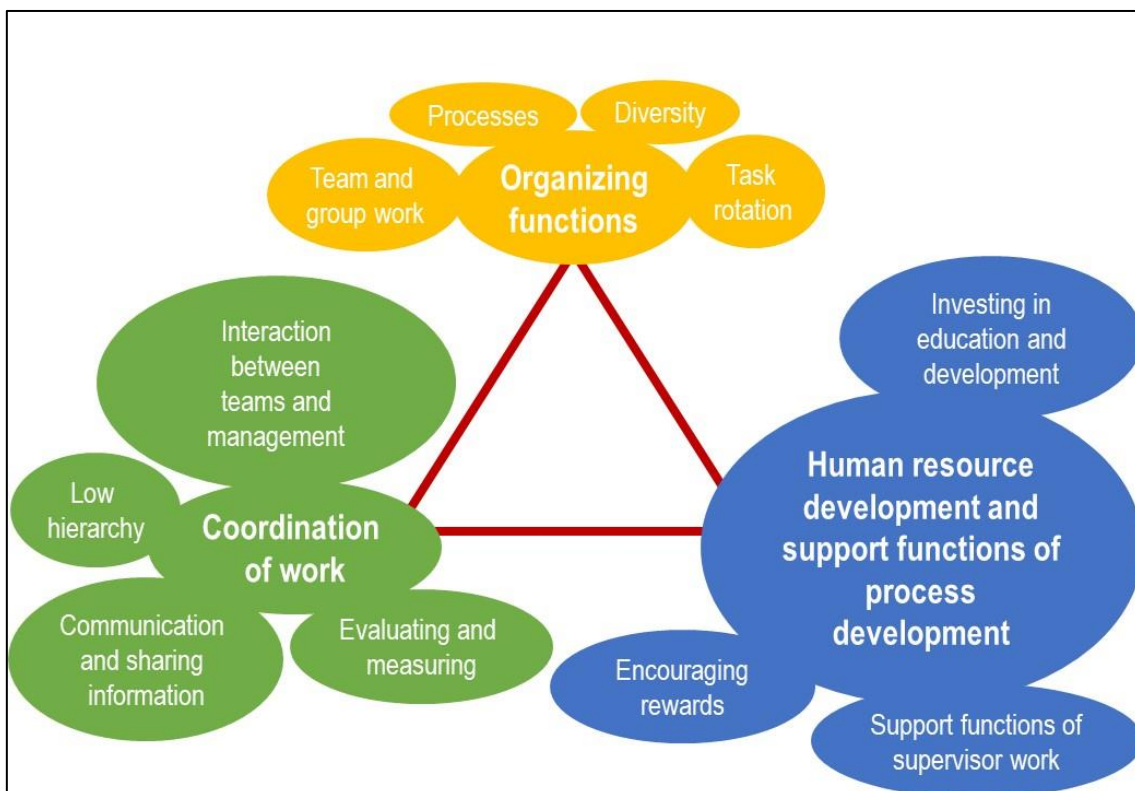 Processes
Diversity
Team and
group work
Organizing
functions
Task
rotation
Interaction
between
teams and
management
Low
hierarchy
Coordination
of work
Communication
and sharing
information
Evaluating and
measuring
Investing in
education and
development
Human resource
development and
support functions of
process
development
Encouraging
rewards
Support functions of
supervisor work